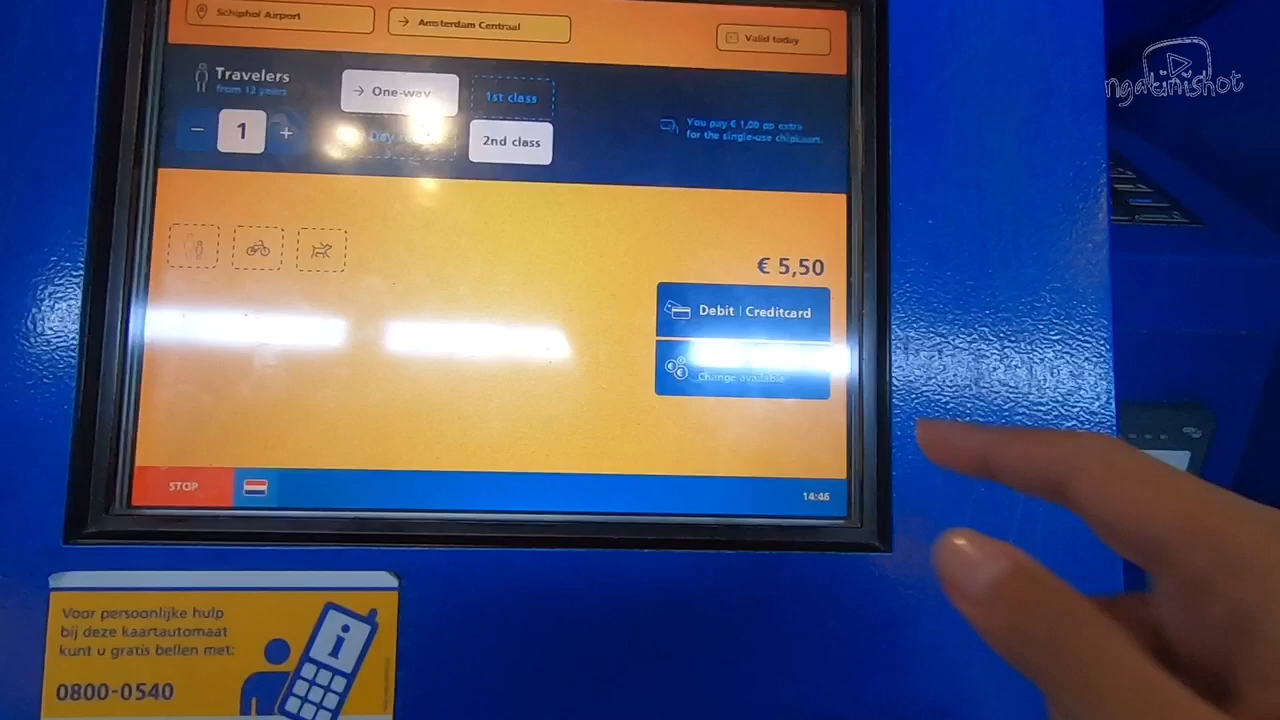 Schiphol Airport
Amsterdam Centraal
Valid today
ngatinishot
Travelers
from 12 years
One-way
1st class
1
Day
2nd class
You pay € 1,00 pp extra
for the single-use chipkaart.
€ 5,50
Debit | Creditcard
Change available
STOP
14:46
Voor persoonlijke hulp
bij deze kaartautomaat
kunt u gratis bellen met:
0800-0540